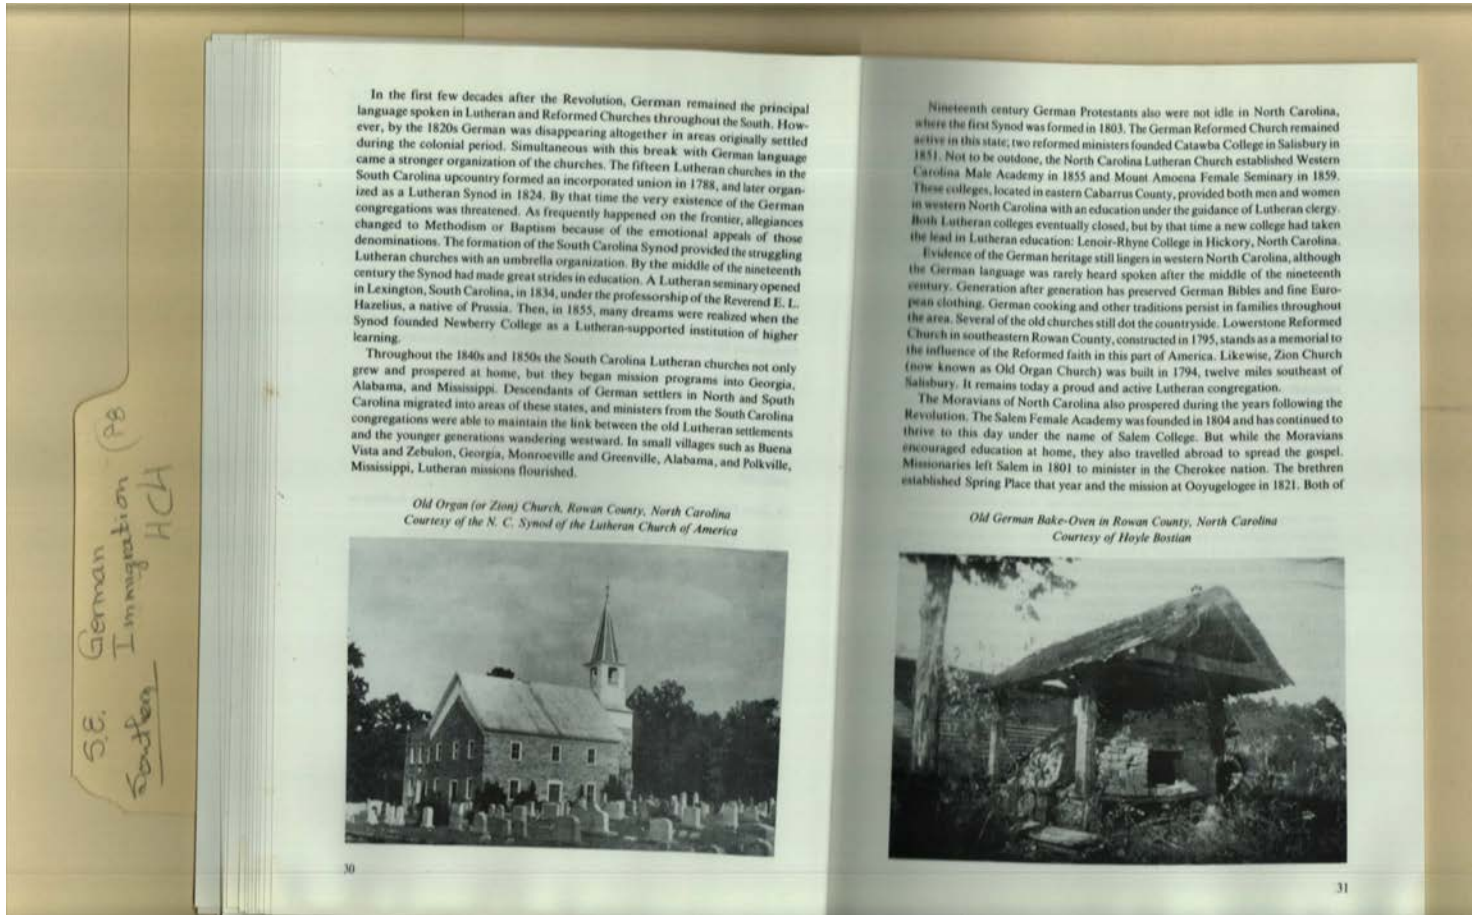 S.E. German
Immigration (PB
Southern HCH
In the first few decades after the Revolution, German remained the principal
language spoken in Lutheran and Reformed Churches throughout the South. How-
ever, by the 1820s German was disappearing altogether in areas originally settled
during the colonial period. Simultaneous with this break with German language
came a stronger organization of the churches. The fifteen Lutheran churches in the
South Carolina upcountry formed an incorporated union in 1788, and later organ-
ized as a Lutheran Synod in 1824. By that time the very existence of the German
congregations was threatened. As frequently happened on the frontier, allegiances
changed to Methodism or Baptism because of the emotional appeals of those
denominations. The formation of the South Carolina Synod provided the struggling
Lutheran churches with an umbrella organization. By the middle of the nineteenth
century the Synod had made great strides in education. A Lutheran seminary opened
in Lexington, South Carolina, in 1834, under the professorship of the Reverend E. L.
Hazelius, a native of Prussia. Then, in 1855, many dreams were realized when the
Synod founded Newberry College as a Lutheran-supported institution of higher
learning.
Throughout the 1840s and 1850s the South Carolina Lutheran churches not only
grew and prospered at home, but they began mission programs into Georgia,
Alabama, and Mississippi. Descendants of German settlers in North and South
Carolina migrated into areas of these states, and ministers from the South Carolina
congregations were able to maintain the link between the old Lutheran settlements
and the younger generations wandering westward. In small villages such as Buena
Vista and Zebulon, Georgia, Monroeville and Greenville, Alabama, and Polkville,
Mississippi, Lutheran missions flourished.
Old Organ (or Zion) Church, Rowan County, North Carolina
Courtesy of the N. C. Synod of the Lutheran Church of America
30
Nineteenth century German Protestants also were not idle in North Carolina,
where the first Synod was formed in 1803. The German Reformed Church remained
active in this state; two reformed ministers founded Catawba College in Salisbury in
1851. Not to be outdone, the North Carolina Lutheran Church established Western
Carolina Male Academy in 1855 and Mount Amoena Female Seminary in 1859.
These colleges, located in eastern Cabarrus County, provided both men and women
in western North Carolina with an education under the guidance of Lutheran clergy.
Both Lutheran colleges eventually closed, but by that time a new college had taken
the lead in Lutheran education: Lenoir-Rhyne College in Hickory, North Carolina.
Evidence of the German heritage still lingers in western North Carolina, although
the German language was rarely heard spoken after the middle of the nineteenth
century. Generation after generation has preserved German Bibles and fine Euro-
pean clothing. German cooking and other traditions persist in families throughout
the area. Several of the old churches still dot the countryside. Lowerstone Reformed
Church in southeastern Rowan County, constructed in 1795, stands as a memorial to
the influence of the Reformed faith in this part of America. Likewise, Zion Church
(now known as Old Organ Church) was built in 1794, twelve miles southeast of
Salisbury. It remains today a proud and active Lutheran congregation.
The Moravians of North Carolina also prospered during the years following the
Revolution. The Salem Female Academy was founded in 1804 and has continued to
thrive to this day under the name of Salem College. But while the Moravians
encouraged education at home, they also travelled abroad to spread the gospel.
Missionaries left Salem in 1801 to minister in the Cherokee nation. The brethren
established Spring Place that year and the mission at Ooyugelogee in 1821. Both of
Old German Bake-Oven in Rowan County, North Carolina
Courtesy of Hoyle Bostian
31